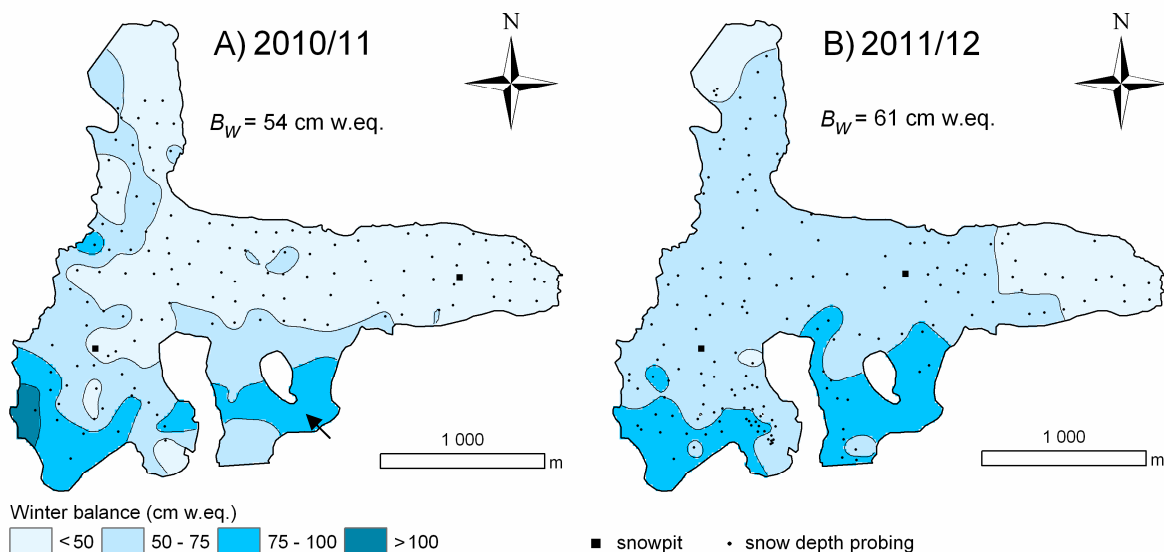 A) 2010/11
N
B_W = 54 cm w.eq.
1 000
m
B) 2011/12
N
B_W = 61 cm w.eq.
1 000
m
Winter balance (cm w.eq.)
<50 50 - 75 75 - 100 >100
snowpit snow depth probing